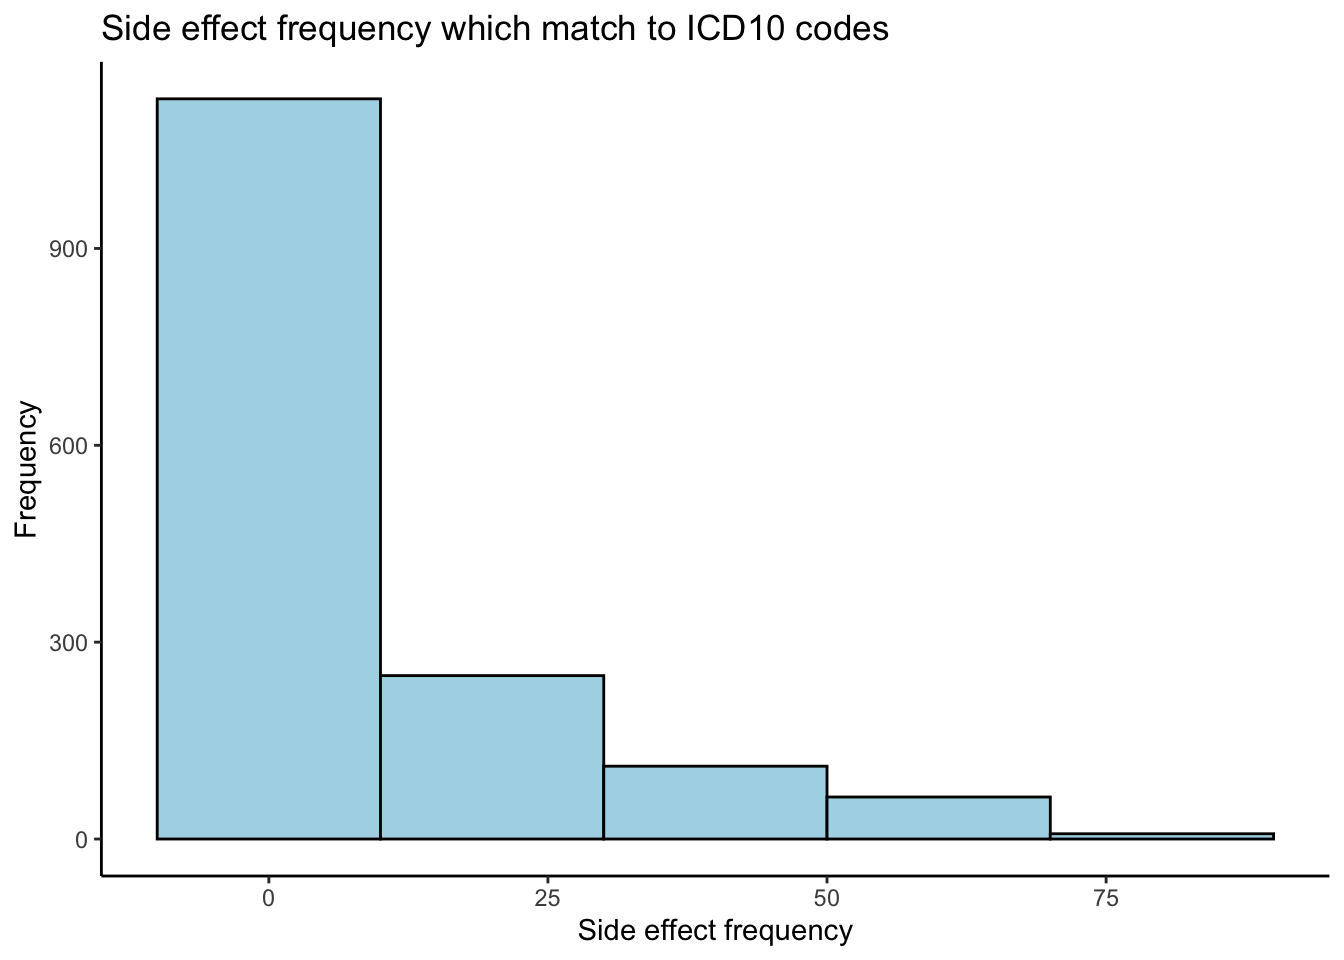 Side effect frequency which match to ICD10 codes
Frequency
900
600
300
0
0 25 50 75
Side effect frequency